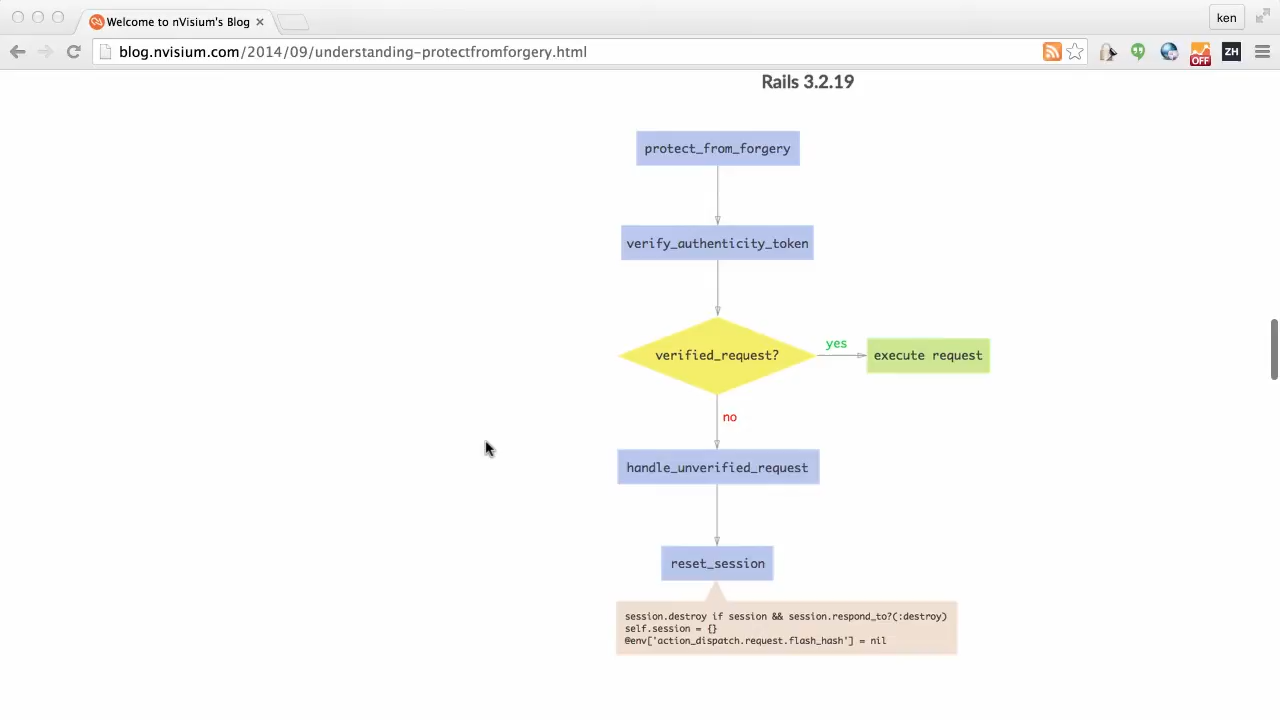 Welcome to nVisium's Blog
ken
blog.nvisium.com/2014/09/understanding-protectfromforgery.html
OFF
ZH
Rails 3.2.19
protect_from_forgery
verify_authenticity_token
verified_request?
yes
execute request
no
handle_unverified_request
reset_session
session.destroy if session && session.respond_to?(:destroy)
self.session = {}
@env['action_dispatch.request.flash_hash'] = nil